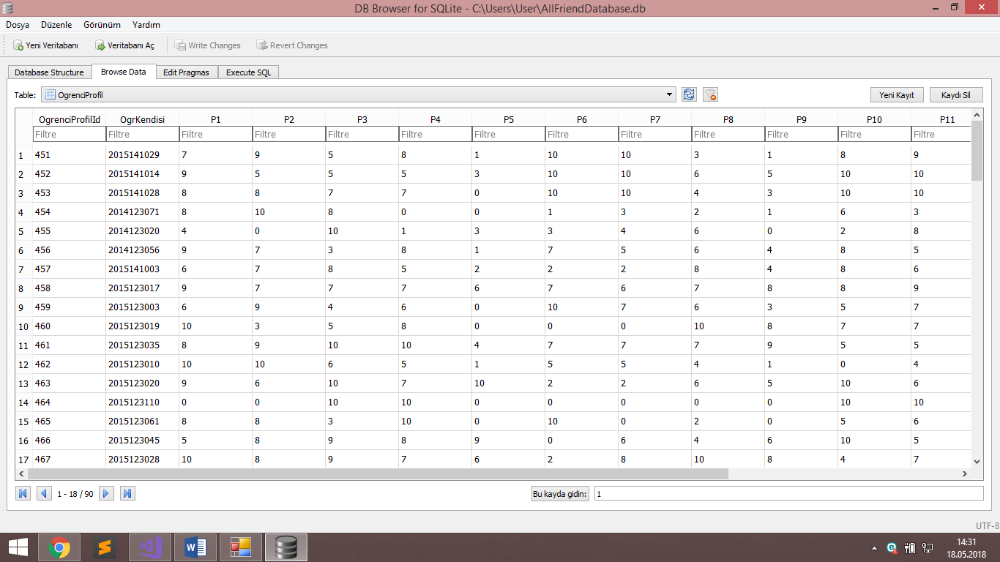 DB Browser for SQLite - C:\Users\User\AllFriendDatabase.db
Dosya Düzenle Görünüm Yardım
Yeni Veritabanı Veritabanı Aç Write Changes Revert Changes
Database Structure Browse Data Edit Pragmas Execute SQL
Table: OgrenciProfil Yeni Kayıt Kaydı Sil
OgrenciProfilId OgrKendisi P1 P2 P3 P4 P5 P6 P7 P8 P9 P10 P11
Filtre Filtre Filtre Filtre Filtre Filtre Filtre Filtre Filtre Filtre Filtre Filtre Filtre
1 451 2015141029 7 9 5 8 1 10 10 3 1 8 9
2 452 2015141014 9 5 5 5 3 10 10 6 5 10 10
3 453 2015141028 8 8 7 7 0 10 10 4 3 10 10
4 454 2014123071 8 10 8 0 0 1 3 2 1 6 3
5 455 2014123020 4 0 10 1 3 3 4 6 0 2 8
6 456 2014123056 9 7 3 8 1 7 5 6 4 8 5
7 457 2015141003 6 7 8 5 2 2 2 8 4 8 6
8 458 2015123017 9 7 7 7 6 7 6 7 8 8 9
9 459 2015123003 6 9 4 6 0 10 7 6 3 5 7
10 460 2015123019 10 3 5 8 0 0 0 10 8 7 7
11 461 2015123035 8 9 10 10 4 7 7 7 9 5 5
12 462 2015123010 10 10 6 5 1 5 5 4 1 0 4
13 463 2015123020 9 6 10 7 10 2 2 6 5 10 6
14 464 2015123110 0 0 10 10 0 0 0 0 0 10 10
15 465 2015123061 8 8 3 10 0 10 0 2 0 5 6
16 466 2015123045 5 8 9 8 9 0 6 4 6 10 5
17 467 2015123028 10 8 9 7 6 2 8 10 8 4 7
1 - 18 / 90 Bu kayda gidin: 1
UTF-8
14:31
18.05.2018